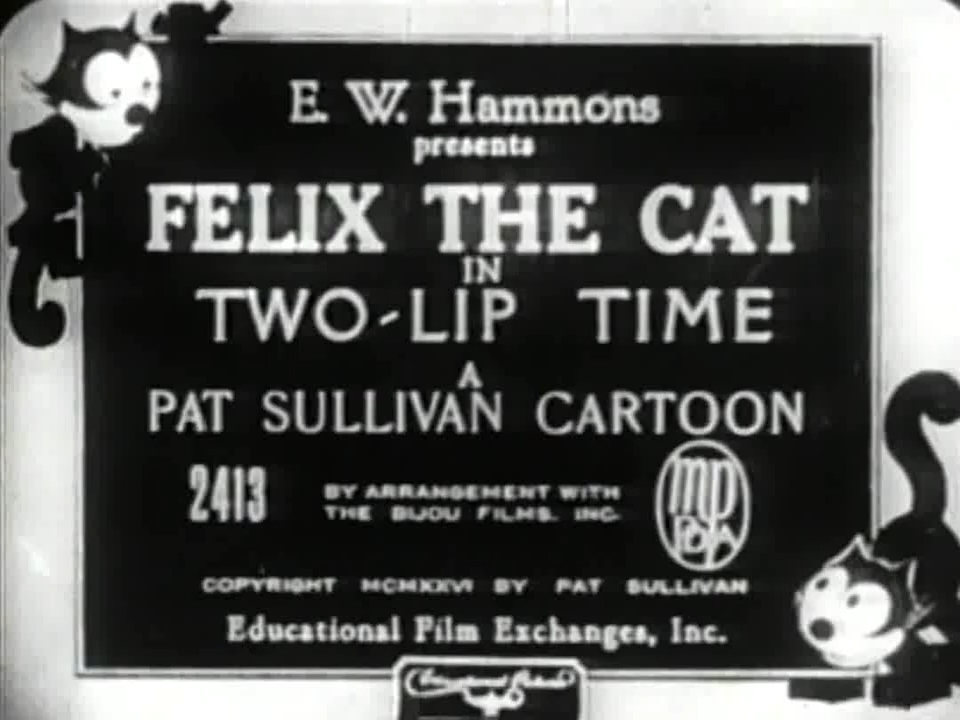 E. W. Hammons
presents
FELIX THE CAT
IN
TWO-LIP TIME
A
PAT SULLIVAN CARTOON
2413
BY ARRANGEMENT WITH
THE BIJOU FILMS. INC.
MPPDA
COPYRIGHT MCMXXVI BY PAT SULLIVAN
Educational Film Exchanges, Inc.